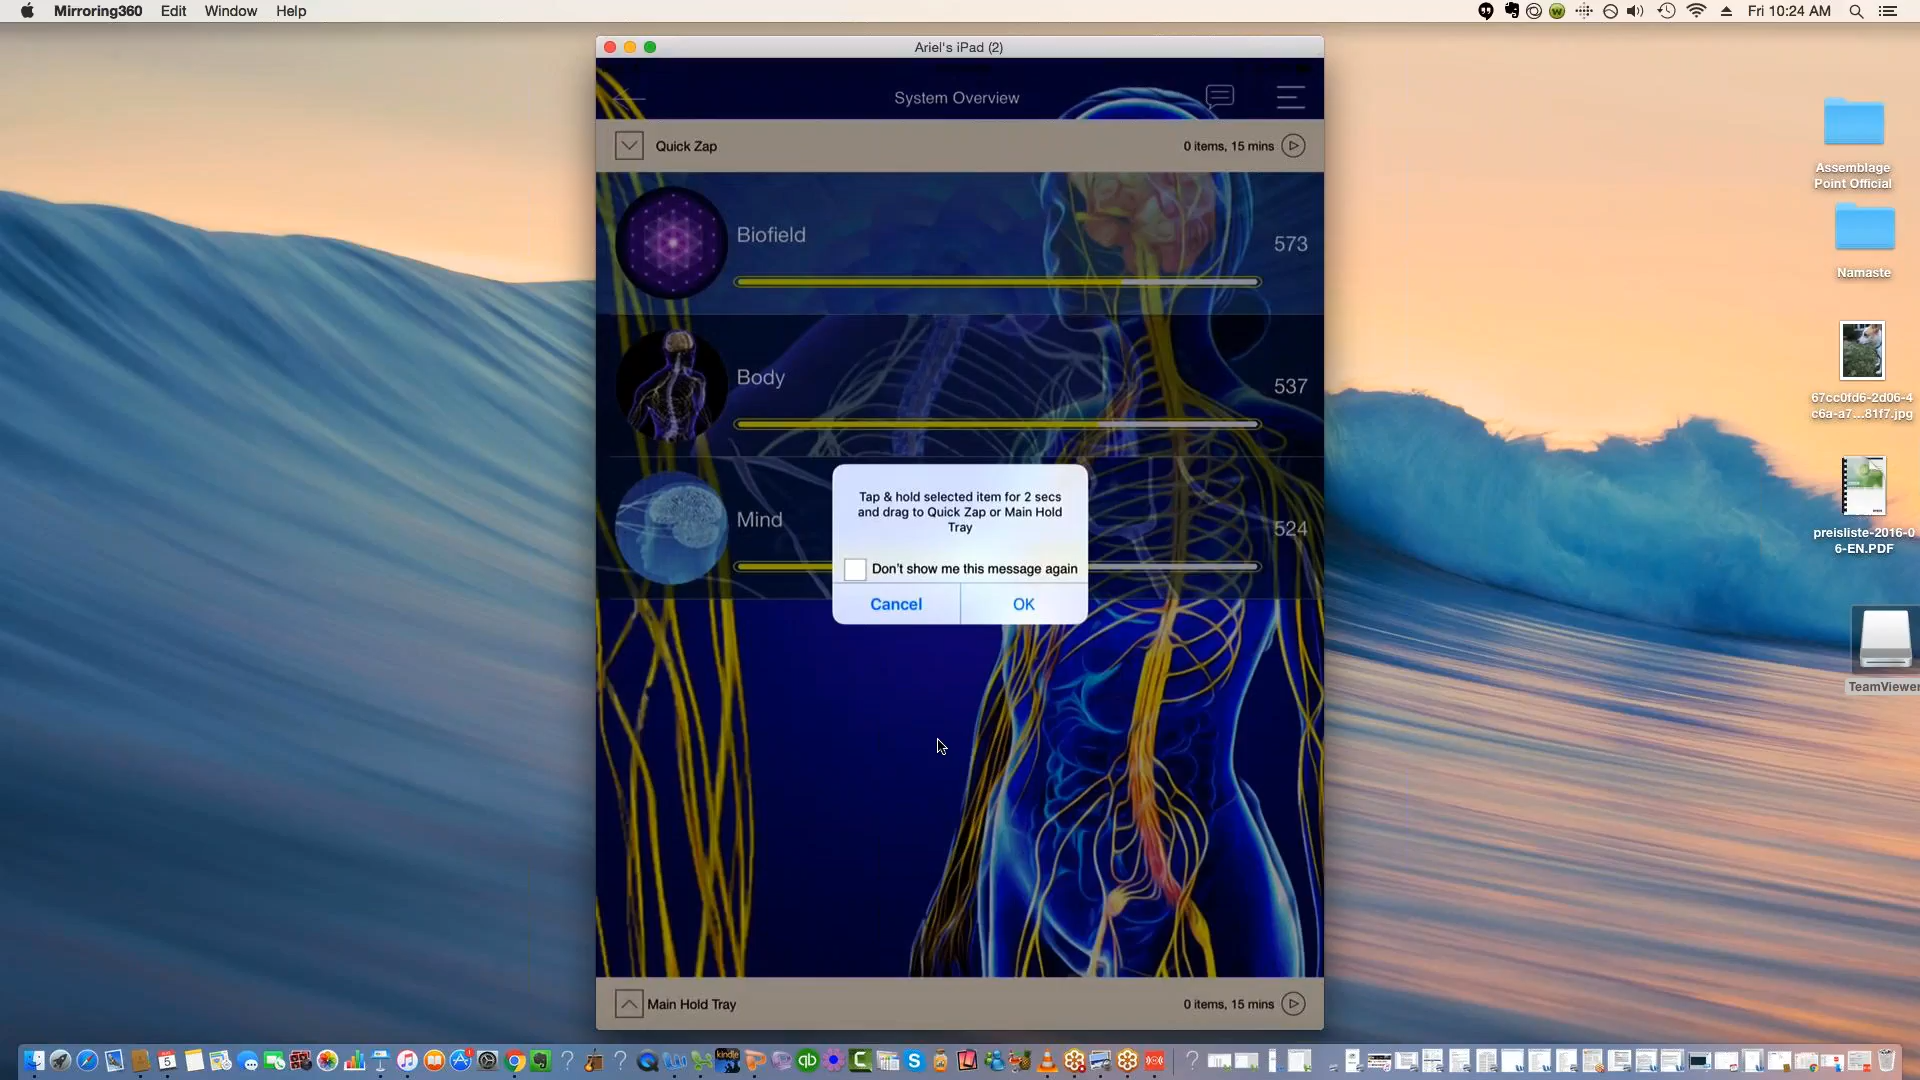 Mirroring360 Edit Window Help
Fri 10:24 AM
Ariel's iPad (2)
System Overview
Quick Zap
0 items, 15 mins
Biofield
573
Body
537
Mind
524
Tap & hold selected item for 2 secs
and drag to Quick Zap or Main Hold
Tray
Don't show me this message again
Cancel
OK
Main Hold Tray
0 items, 15 mins
Assemblage
Point Official
Namaste
67cc0fd6-2d06-4
c6a-a7...81f7.jpg
preisliste-2016-0
6-EN.PDF
TeamViewer